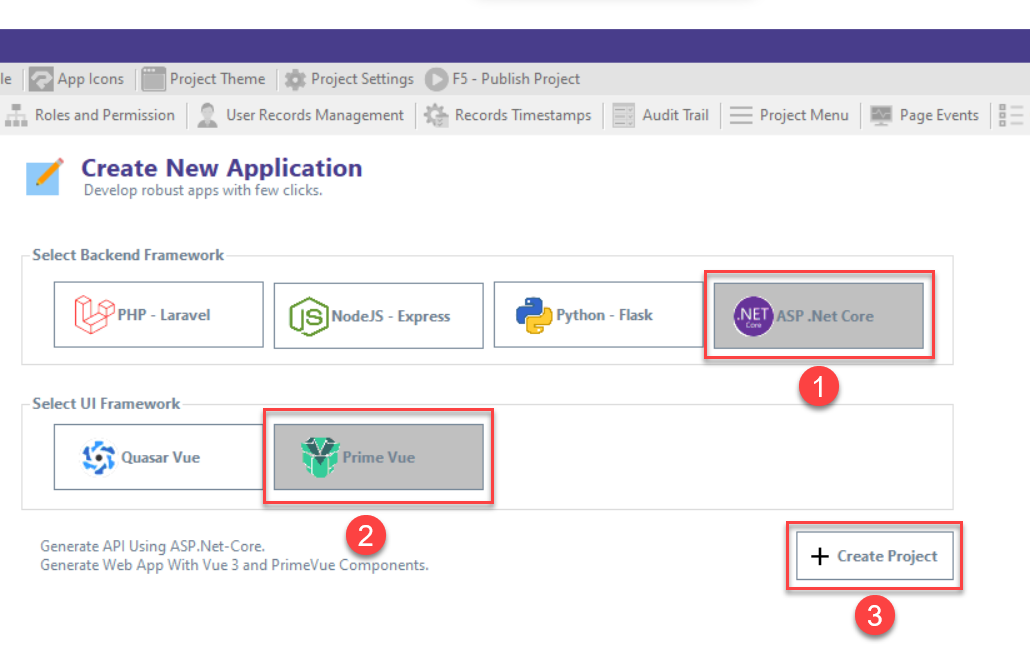 le App Icons Project Theme Project Settings F5 - Publish Project
Roles and Permission User Records Management Records Timestamps Audit Trail Project Menu Page Events
Create New Application
Develop robust apps with few clicks.
Select Backend Framework
PHP - Laravel JS NodeJS - Express Python - Flask .NET Core ASP .Net Core
1
Select UI Framework
Quasar Vue Prime Vue
2
Generate API Using ASP.Net-Core.
Generate Web App With Vue 3 and PrimeVue Components.
+ Create Project
3